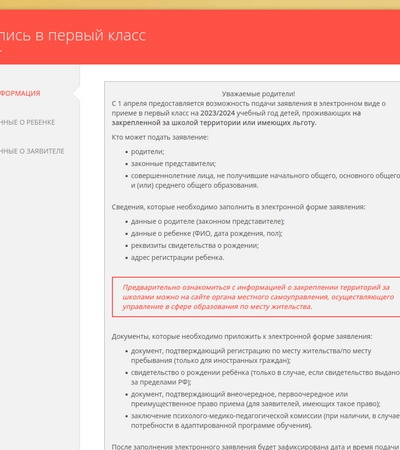 пись в первый класс
ФОРМАЦИЯ
ННЫЕ О РЕБЕНКЕ
ННЫЕ О ЗАЯВИТЕЛЕ
Уважаемые родители!
С 1 апреля предоставляется возможность подачи заявления в электронном виде о
приеме в первый класс на 2023/2024 учебный год детей, проживающих на
закрепленной за школой территории или имеющих льготу.
Кто может подать заявление:
• родители;
• законные представители;
• совершеннолетние лица, не получившие начального общего, основного общего
и (или) среднего общего образования.
Сведения, которые необходимо заполнить в электронной форме заявления:
• данные о родителе (законном представителе);
• данные о ребенке (ФИО, дата рождения, пол);
• реквизиты свидетельства о рождении;
• адрес регистрации ребенка.
Предварительно ознакомиться с информацией о закреплении территорий за
школами можно на сайте органа местного самоуправления, осуществляющего
управление в сфере образования по месту жительства.
Документы, которые необходимо приложить к электронной форме заявления:
• документ, подтверждающий регистрацию по месту жительства/по месту
пребывания (только для иностранных граждан);
• свидетельство о рождении ребёнка (только в случае, если свидетельство выдано
за пределами РФ);
• документ, подтверждающий внеочередное, первоочередное или
преимущественное право приема (для заявителей, имеющих такое право);
• заключение психолого-медико-педагогической комиссии (при наличии, в случае
потребности в адаптированной программе обучения).
После заполнения электронного заявления будет зафиксирована дата и время подачи